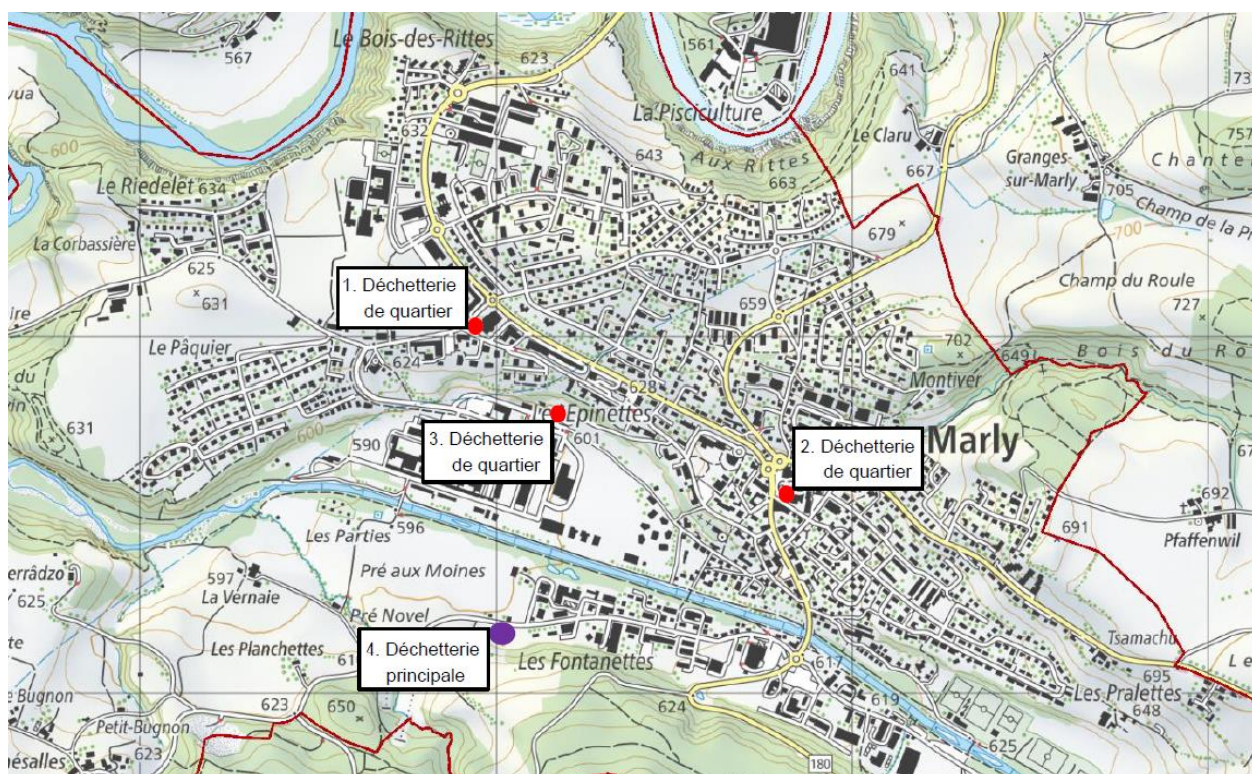 561
567
Le Bois-des-Rittes
623
641
La Pisciculture
632
643
Le Claru
Aux Rittes
663
667
Granges-
sur-Marly
705
757
600
Le Riedelet
634
Champ de la P
700
La Corbassière
679
625
Champ du Roule
727
1. Déchetterie
de quartier
631
659
ire
Le Pâquier
624
702
649
Bois du Ro
Montiver
628
Les Epinettes
631
600
590
601
3. Déchetterie
de quartier
2. Déchetterie
de quartier
Marly
692
691
Pfaffenwil
596
Les Parties
Pré aux Moines
597
La Vernaie
625
Pré Novel
Les Planchettes
4. Déchetterie
principale
Les Fontanettes
617
Tsamachu
695
Les Pralettes
648
619
624
625
623
650
Petit-Bugnon
623
180